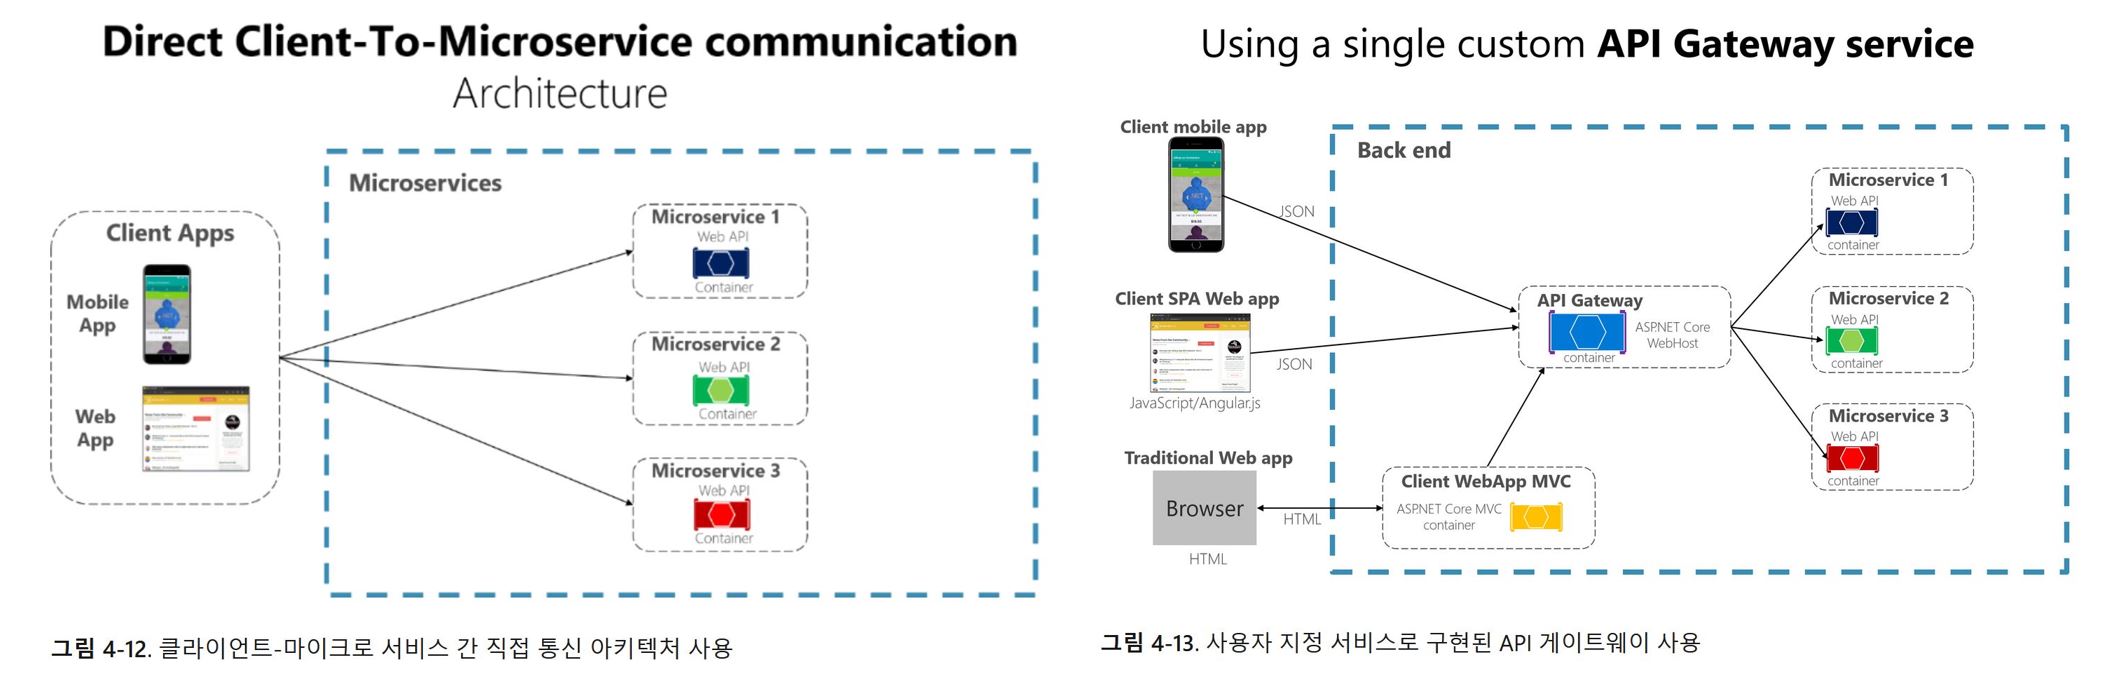 Direct Client-To-Microservice communication
Architecture
Microservices
Client Apps
Mobile
App
Web
App
Microservice 1
Web API
Container
Microservice 2
Web API
Container
Microservice 3
Web API
Container
그림 4-12. 클라이언트-마이크로 서비스 간 직접 통신 아키텍처 사용
Using a single custom API Gateway service
Client mobile app
JSON
Client SPA Web app
JSON
JavaScript/Angular.js
Traditional Web app
Browser
HTML
HTML
Back end
API Gateway
ASP.NET Core
WebHost
container
Client WebApp MVC
ASP.NET Core MVC
container
Microservice 1
Web API
container
Microservice 2
Web API
container
Microservice 3
Web API
container
그림 4-13. 사용자 지정 서비스로 구현된 API 게이트웨이 사용